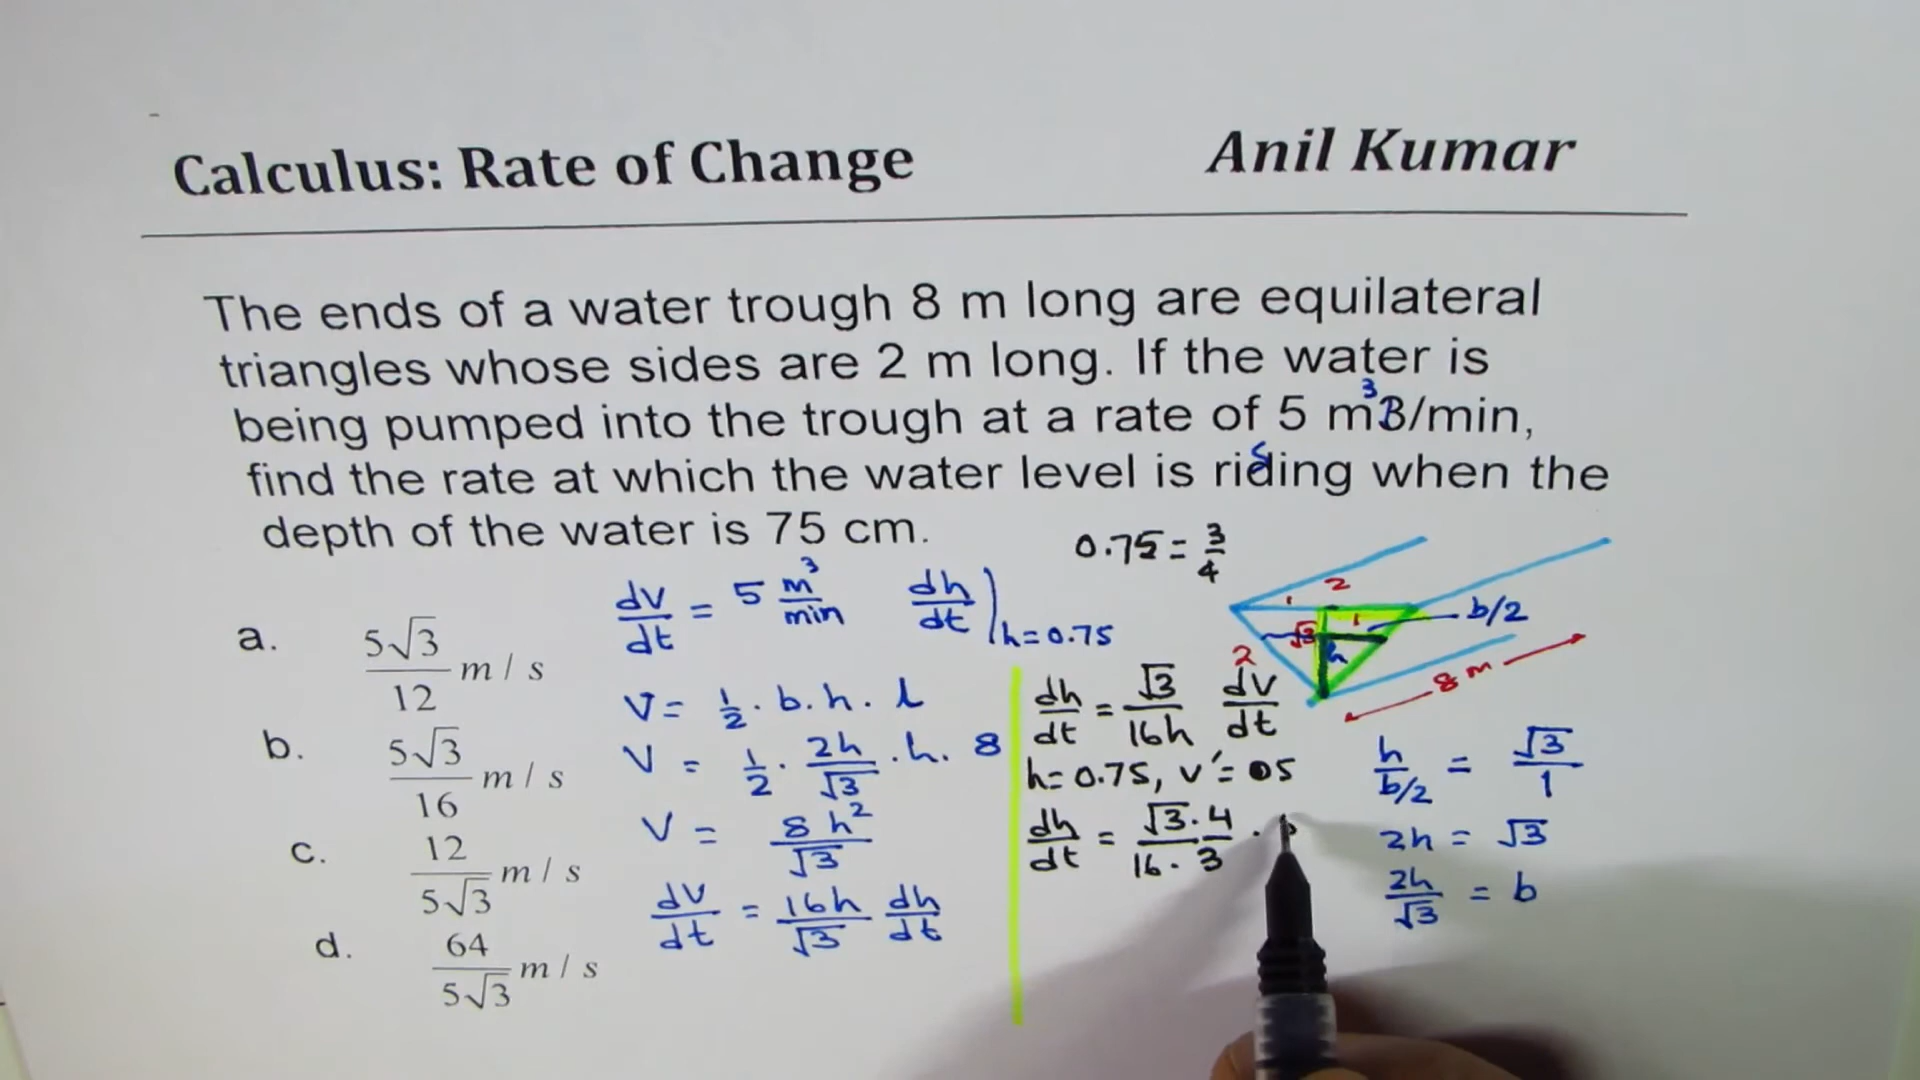 Calculus: Rate of Change Anil Kumar
The ends of a water trough 8 m long are equilateral
triangles whose sides are 2 m long. If the water is
being pumped into the trough at a rate of 5 m³3/min,
find the rate at which the water level is riding when the
s
depth of the water is 75 cm.
0.75 = 3/4
a. 5√3/12 m / s
b. 5√3/16 m / s
c. 12/5√3 m / s
d. 64/5√3 m / s
dv/dt = 5 m³/min dh/dt)h=0.75
V = 1/2 . b . h . l
V = 1/2 . 2h/√3 . h . 8
V = 8h²/√3
dv/dt = 16h/√3 dh/dt
dh/dt = √3/16h dv/dt
h = 0.75, v' = 05
dh/dt = √3 . 4/16 . 3 .
2
1
1
b/2
√3
h
2
8 m
h/b/2 = √3/1
2h = √3
2h/√3 = b